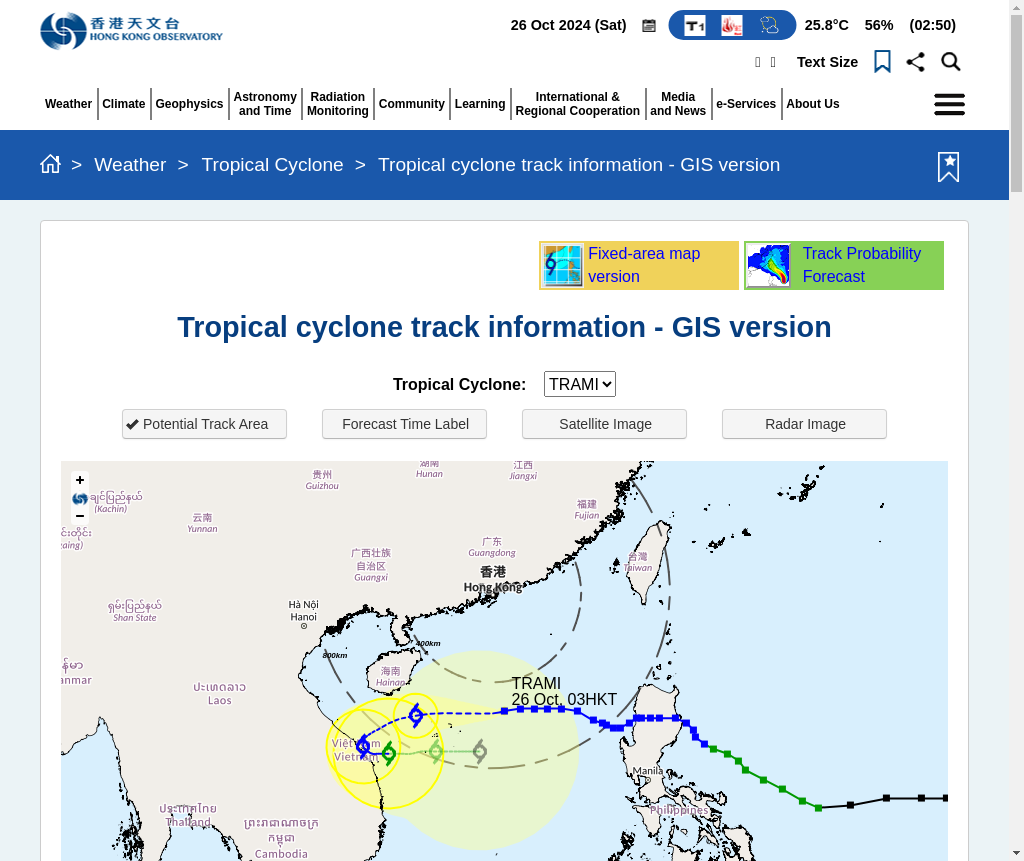 香港天文台
HONG KONG OBSERVATORY
26 Oct 2024 (Sat)
T1
25.8°C 56% (02:50)
Text Size
Weather
Climate
Geophysics
Astronomy and Time
Radiation Monitoring
Community
Learning
International & Regional Cooperation
Media and News
e-Services
About Us
> Weather > Tropical Cyclone > Tropical cyclone track information - GIS version
Fixed-area map version
Track Probability Forecast
Tropical cyclone track information - GIS version
Tropical Cyclone: TRAMI
Potential Track Area
Forecast Time Label
Satellite Image
Radar Image
+
−
贵州
Guizhou
湖南
Hunan
江西
Jiangxi
ချင်ပြည်နယ်
(Kachin)
云南
Yunnan
福建
Fujian
广东
Guangdong
广西壮族
自治区
Guangxi
台灣
Taiwan
香港
Hong Kong
ရှမ်းပြည်နယ်
Shan State
Hà Nội
Hanoi
400km
800km
海南
Hainan
ປະເທດລາວ
Laos
TRAMI
26 Oct, 03HKT
Việt Nam
Vietnam
Manila
Philippines
ประเทศไทย
Thailand
ព្រះរាជាណាចក្រ
កម្ពុជា
Cambodia